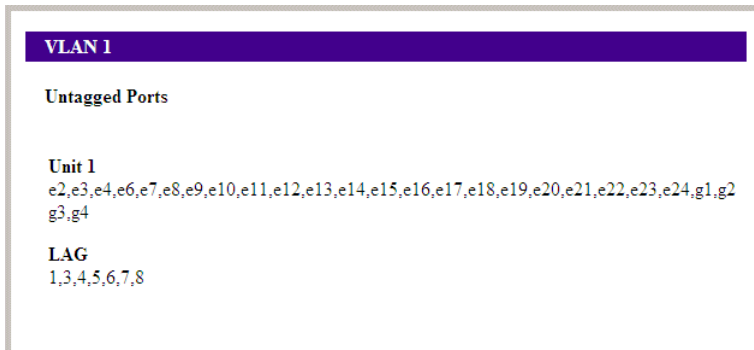 VLAN 1
Untagged Ports
Unit 1
e2,e3,e4,e6,e7,e8,e9,e10,e11,e12,e13,e14,e15,e16,e17,e18,e19,e20,e21,e22,e23,e24,g1,g2
g3,g4
LAG
1,3,4,5,6,7,8